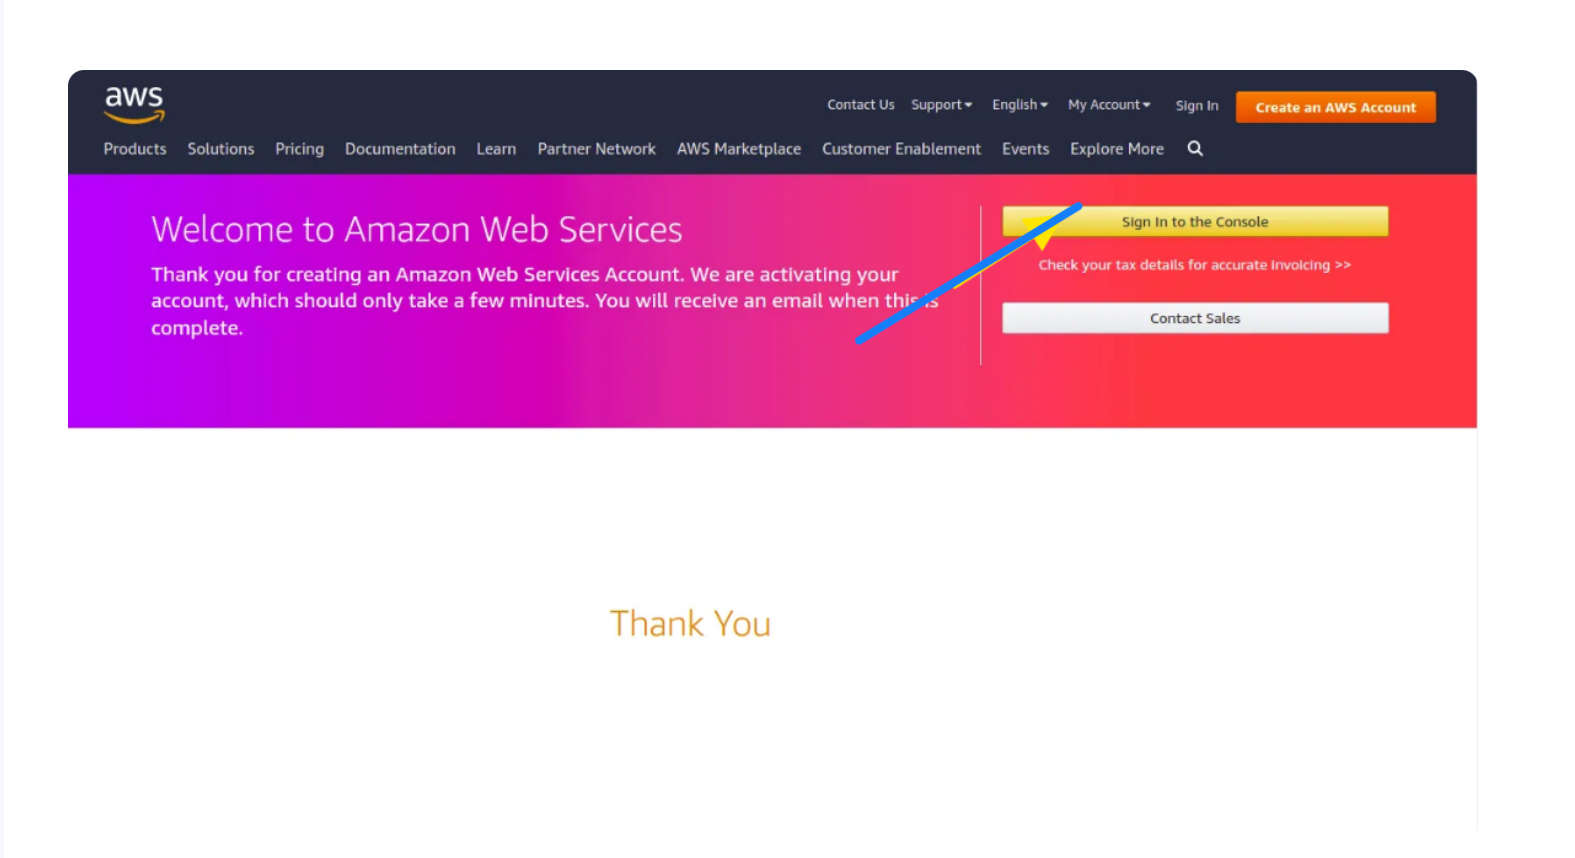 aws
Contact Us Support English My Account Sign In Create an AWS Account
Products Solutions Pricing Documentation Learn Partner Network AWS Marketplace Customer Enablement Events Explore More
Welcome to Amazon Web Services
Thank you for creating an Amazon Web Services Account. We are activating your
account, which should only take a few minutes. You will receive an email when this is
complete.
Sign In to the Console
Check your tax details for accurate invoicing >>
Contact Sales
Thank You